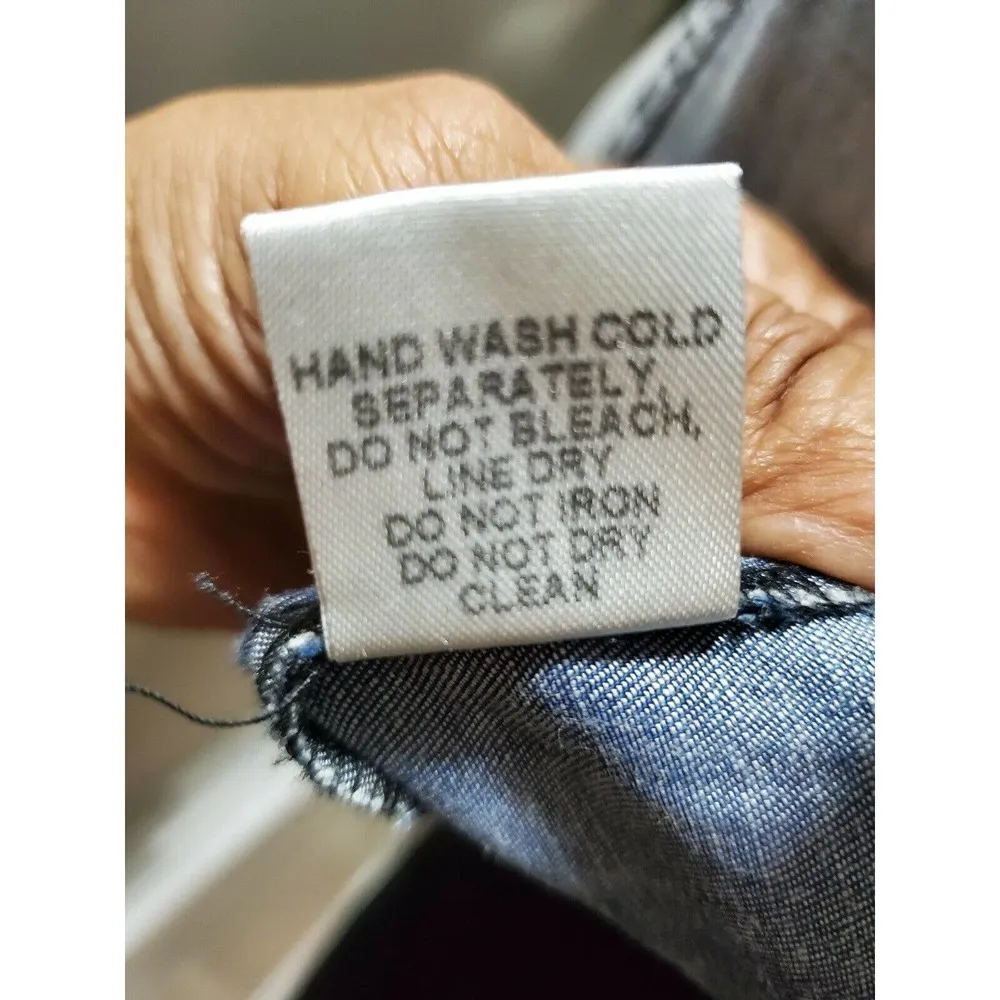 HAND WASH COLD
SEPARATELY,
DO NOT BLEACH,
LINE DRY
DO NOT IRON
DO NOT DRY
CLEAN